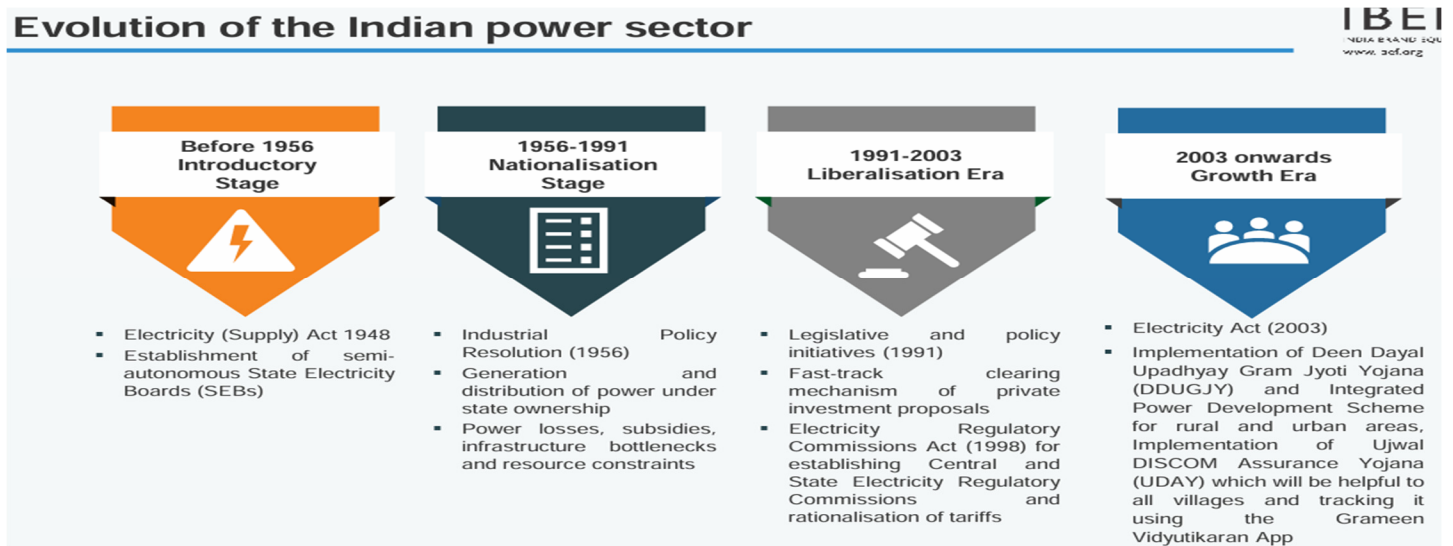 Evolution of the Indian power sector
IBEF
www.
Before 1956
Introductory
Stage
Electricity (Supply) Act 1948
Establishment of semi-
autonomous State Electricity
Boards (SEBs)
1956-1991
Nationalisation
Stage
Industrial Policy
Resolution (1956)
Generation and
distribution of power under
state ownership
Power losses, subsidies,
infrastructure bottlenecks
and resource constraints
1991-2003
Liberalisation Era
Legislative and policy
initiatives (1991)
Fast-track clearing
mechanism of private
investment proposals
Electricity Regulatory
Commissions Act (1998) for
establishing Central and
State Electricity Regulatory
Commissions and
rationalisation of tariffs
2003 onwards
Growth Era
Electricity Act (2003)
Implementation of Deen Dayal
Upadhyay Gram Jyoti Yojana
(DDUGJY) and Integrated
Power Development Scheme
for rural and urban areas,
Implementation of Ujwal
DISCOM Assurance Yojana
(UDAY) which will be helpful to
all villages and tracking it
using the Grameen
Vidyutikaran App